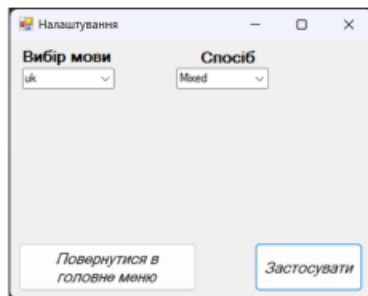 Налаштування
Вибір мови
Спосіб
uk
Mixed
Повернутися в
головне меню
Застосувати